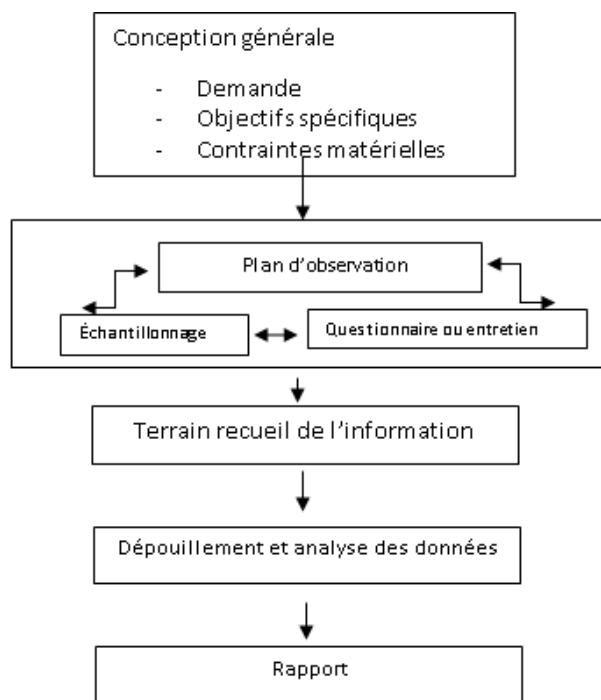 Conception générale
- Demande
- Objectifs spécifiques
- Contraintes matérielles
Plan d'observation
Échantillonnage
Questionnaire ou entretien
Terrain recueil de l'information
Dépouillement et analyse des données
Rapport